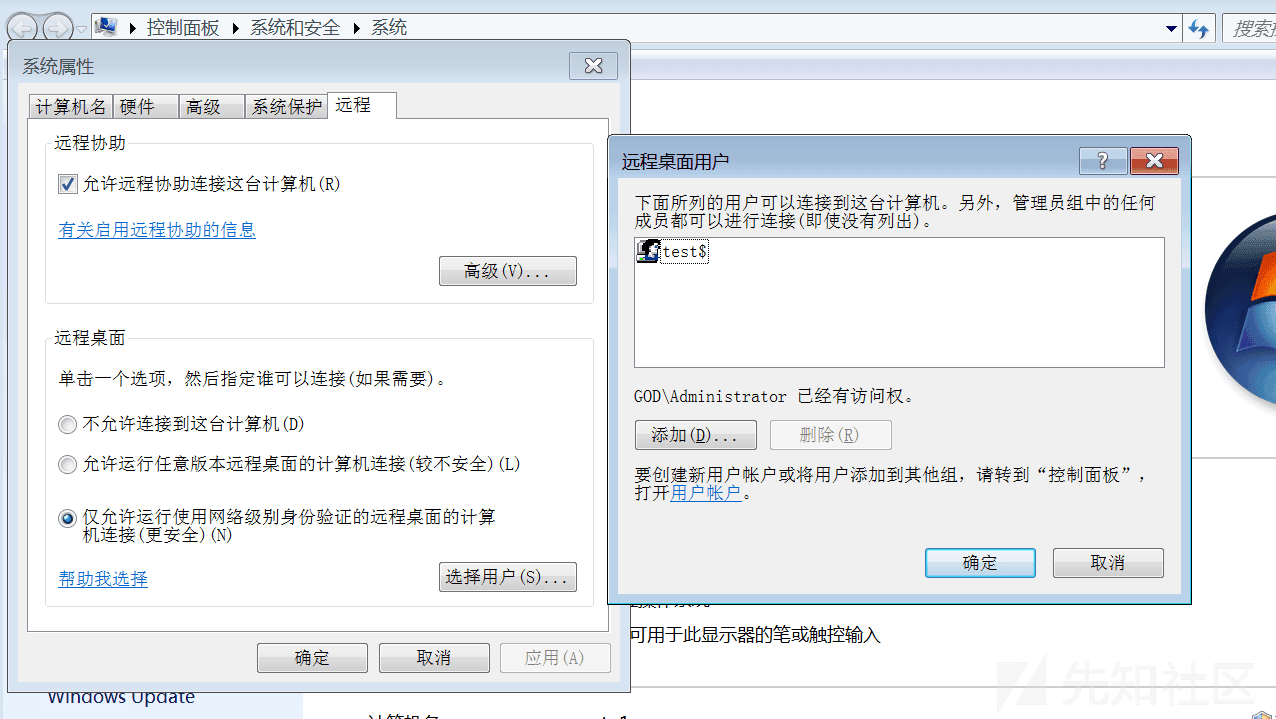 控制面板 系统和安全 系统
搜索
系统属性
计算机名 硬件 高级 系统保护 远程
远程协助
允许远程协助连接这台计算机(R)
有关启用远程协助的信息
高级(V)...
远程桌面
单击一个选项，然后指定谁可以连接(如果需要)。
不允许连接到这台计算机(D)
允许运行任意版本远程桌面的计算机连接(较不安全)(L)
仅允许运行使用网络级别身份验证的远程桌面的计算
机连接(更安全)(N)
帮助我选择
选择用户(S)...
确定 取消 应用(A)
远程桌面用户
?
下面所列的用户可以连接到这台计算机。另外，管理员组中的任何
成员都可以进行连接(即使没有列出)。
test$
GOD\Administrator 已经有访问权。
添加(D)... 删除(R)
要创建新用户帐户或将用户添加到其他组，请转到“控制面板”，
打开用户帐户。
确定 取消
可用于此显示器的笔或触控输入
Windows Update
先知社区